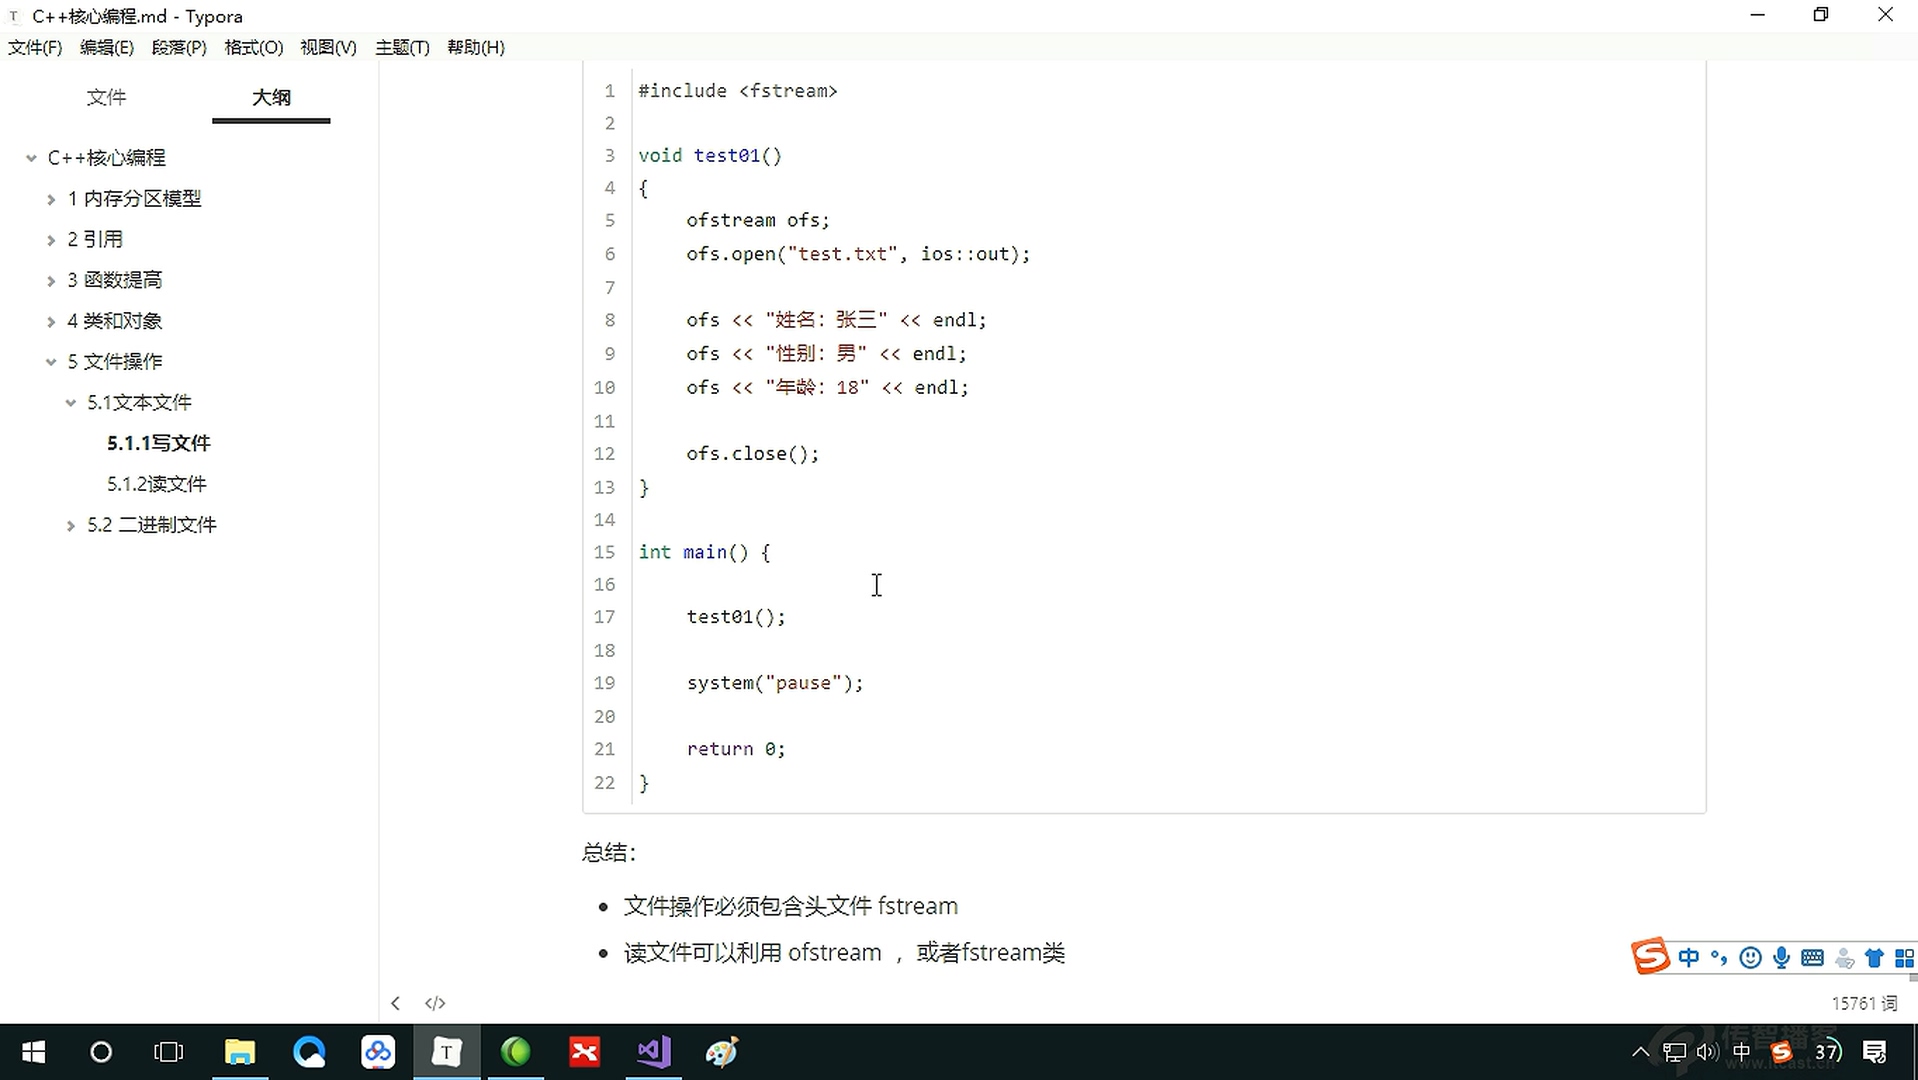 C++核心编程.md - Typora
文件(F) 编辑(E) 段落(P) 格式(O) 视图(V) 主题(T) 帮助(H)
文件 大纲
C++核心编程
1 内存分区模型
2 引用
3 函数提高
4 类和对象
5 文件操作
5.1文本文件
5.1.1写文件
5.1.2读文件
5.2 二进制文件
1 #include <fstream>
2
3 void test01()
4 {
5 ofstream ofs;
6 ofs.open("test.txt", ios::out);
7
8 ofs << "姓名：张三" << endl;
9 ofs << "性别：男" << endl;
10 ofs << "年龄：18" << endl;
11
12 ofs.close();
13 }
14
15 int main() {
16
17 test01();
18
19 system("pause");
20
21 return 0;
22 }
总结：
文件操作必须包含头文件 fstream
读文件可以利用 ofstream ，或者fstream类
中
15761 词
中 37
传智播客
www.itcast.cn